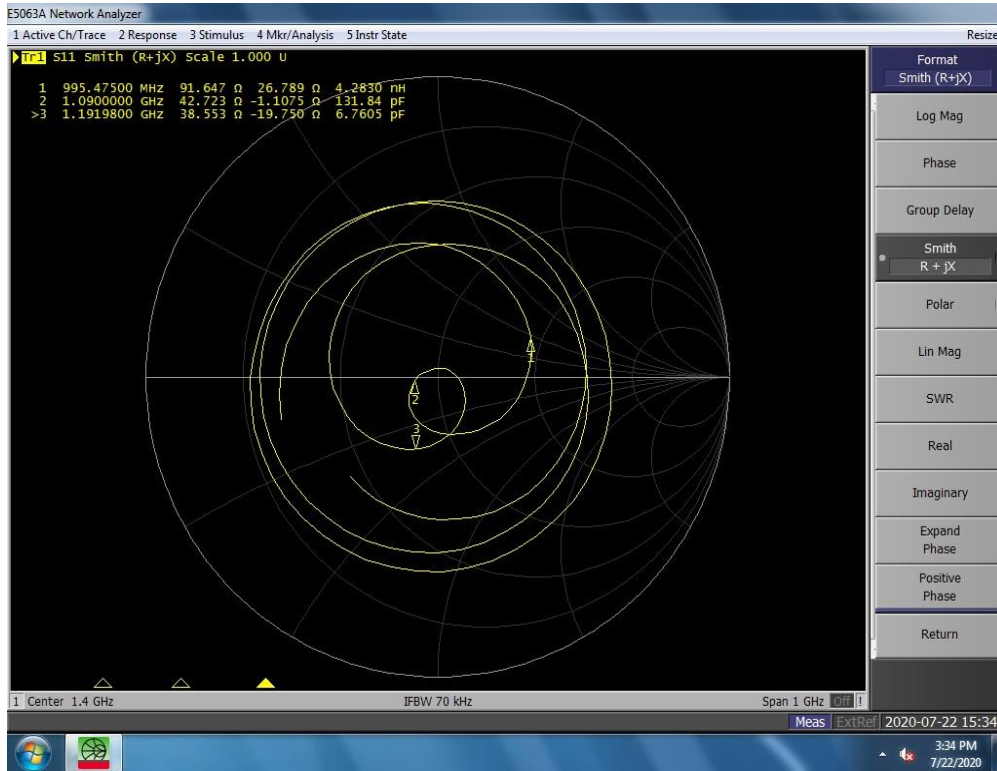 E5063A Network Analyzer
1 Active Ch/Trace 2 Response 3 Stimulus 4 Mkr/Analysis 5 Instr State Resize
Tr1 S11 Smith (R+jX) Scale 1.000 U
1 995.47500 MHz 91.647 Ω 26.789 Ω 4.2830 nH
2 1.0900000 GHz 42.723 Ω -1.1075 Ω 131.84 pF
>3 1.1919800 GHz 38.553 Ω -19.750 Ω 6.7605 pF
1
2
3
Format
Smith (R+jX)
Log Mag
Phase
Group Delay
Smith
R + jX
Polar
Lin Mag
SWR
Real
Imaginary
Expand
Phase
Positive
Phase
Return
1 Center 1.4 GHz IFBW 70 kHz Span 1 GHz Off !
Meas ExtRef 2020-07-22 15:34
3:34 PM
7/22/2020